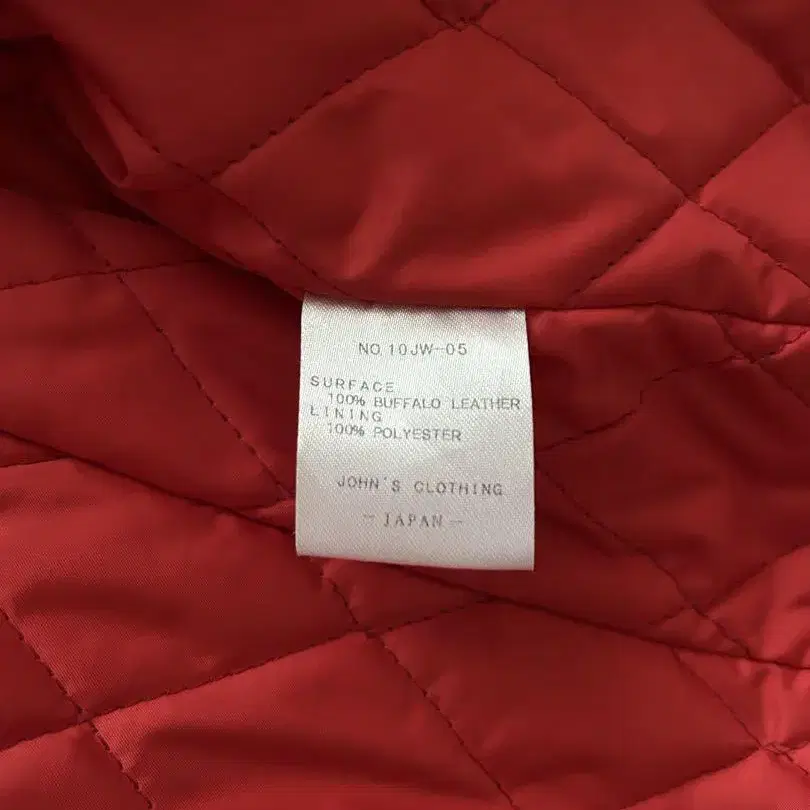 NO.10JW-05
SURFACE
100% BUFFALO LEATHER
LINING
100% POLYESTER
JOHN'S CLOTHING
-JAPAN-